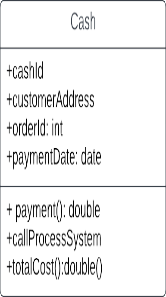 Cash
+cashId
+customerAddress
+orderId: int
+paymentDate: date
+ payment(): double
+callProcessSystem
+totalCost():double()